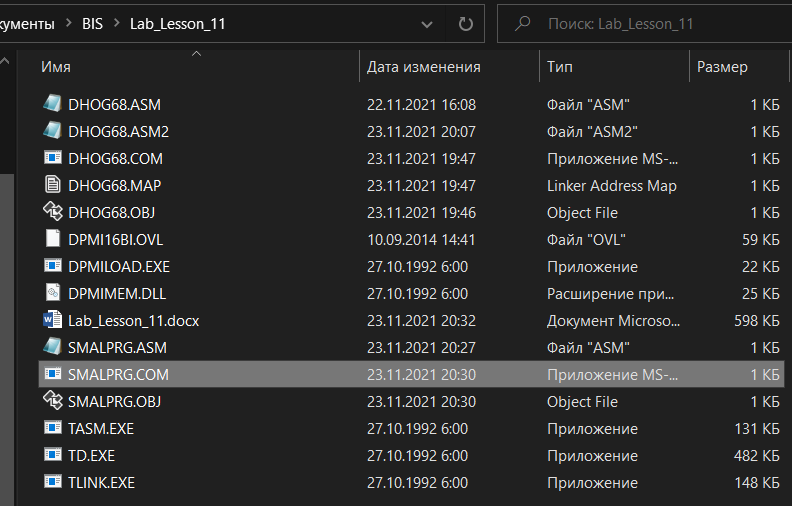 кументы > BIS > Lab_Lesson_11 Поиск: Lab_Lesson_11
Имя Дата изменения Тип Размер
DHOG68.ASM 22.11.2021 16:08 Файл "ASM" 1 КБ
DHOG68.ASM2 23.11.2021 20:07 Файл "ASM2" 1 КБ
DHOG68.COM 23.11.2021 19:47 Приложение MS-... 1 КБ
DHOG68.MAP 23.11.2021 19:47 Linker Address Map 1 КБ
DHOG68.OBJ 23.11.2021 19:46 Object File 1 КБ
DPMI16BI.OVL 10.09.2014 14:41 Файл "OVL" 59 КБ
DPMILOAD.EXE 27.10.1992 6:00 Приложение 22 КБ
DPMIMEM.DLL 27.10.1992 6:00 Расширение при... 25 КБ
Lab_Lesson_11.docx 23.11.2021 20:32 Документ Microso... 598 КБ
SMALPRG.ASM 23.11.2021 20:27 Файл "ASM" 1 КБ
SMALPRG.COM 23.11.2021 20:30 Приложение MS-... 1 КБ
SMALPRG.OBJ 23.11.2021 20:30 Object File 1 КБ
TASM.EXE 27.10.1992 6:00 Приложение 131 КБ
TD.EXE 27.10.1992 6:00 Приложение 482 КБ
TLINK.EXE 27.10.1992 6:00 Приложение 148 КБ